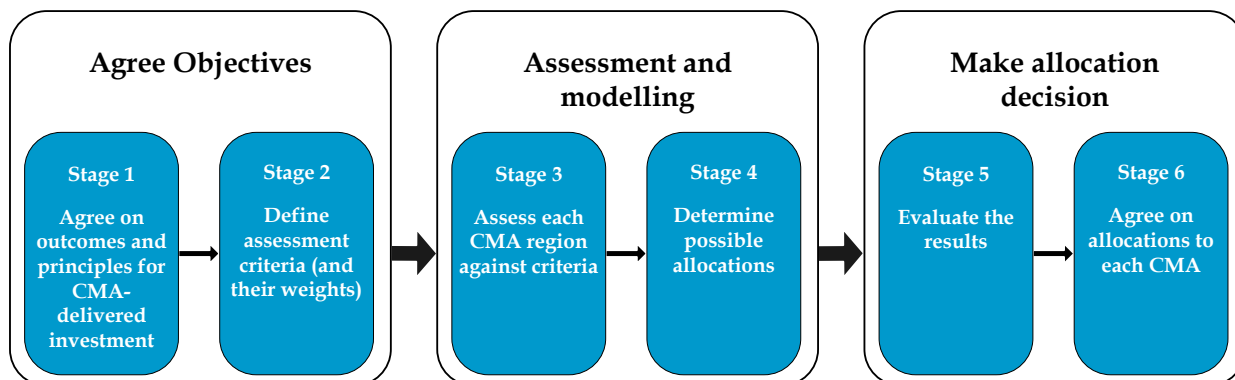 Agree Objectives
Stage 1
Agree on
outcomes and
principles for
CMA-
delivered
investment
Stage 2
Define
assessment
criteria (and
their weights)
Assessment and
modelling
Stage 3
Assess each
CMA region
against criteria
Stage 4
Determine
possible
allocations
Make allocation
decision
Stage 5
Evaluate the
results
Stage 6
Agree on
allocations to
each CMA